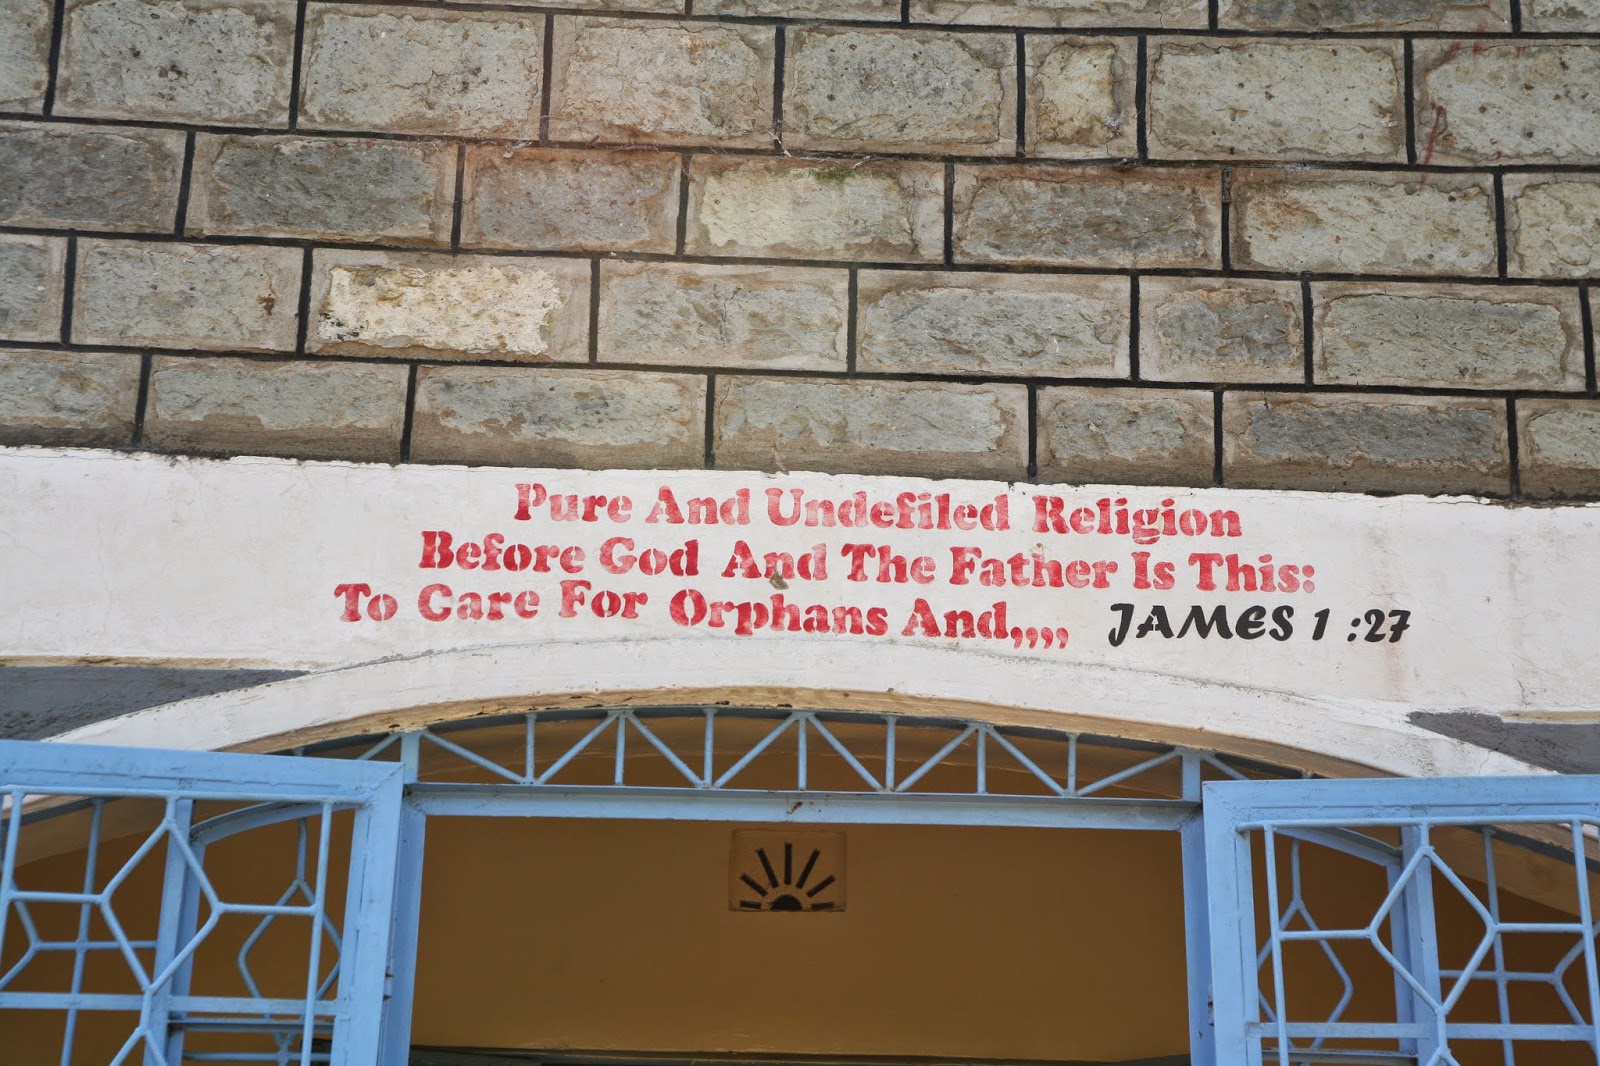 Pure And Undefiled Religion
Before God And The Father Is This:
To Care For Orphans And,,,, JAMES 1 :27